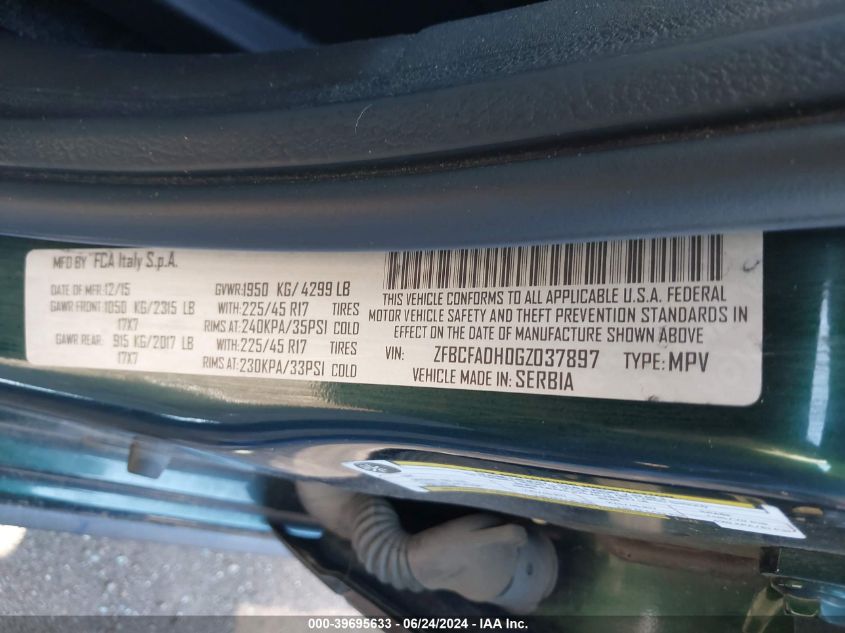 MFD BY FCA Italy S.p.A.
DATE OF MFR:12/15 GVWR:1950 KG/ 4299 LB
GAWR FRONT:1050 KG/2315 LB WITH:225/45 R17 TIRES
17X7 RIMS AT:240KPA/35PSI COLD
GAWR REAR: 915 KG/2017 LB WITH:225/45 R17 TIRES
17X7 RIMS AT:230KPA/33PSI COLD
THIS VEHICLE CONFORMS TO ALL APPLICABLE U.S.A. FEDERAL
MOTOR VEHICLE SAFETY AND THEFT PREVENTION STANDARDS IN
EFFECT ON THE DATE OF MANUFACTURE SHOWN ABOVE
VIN: ZFBCFADH0GZ037897 TYPE: MPV
VEHICLE MADE IN: SERBIA
000-39695633 - 06/24/2024 - IAA Inc.